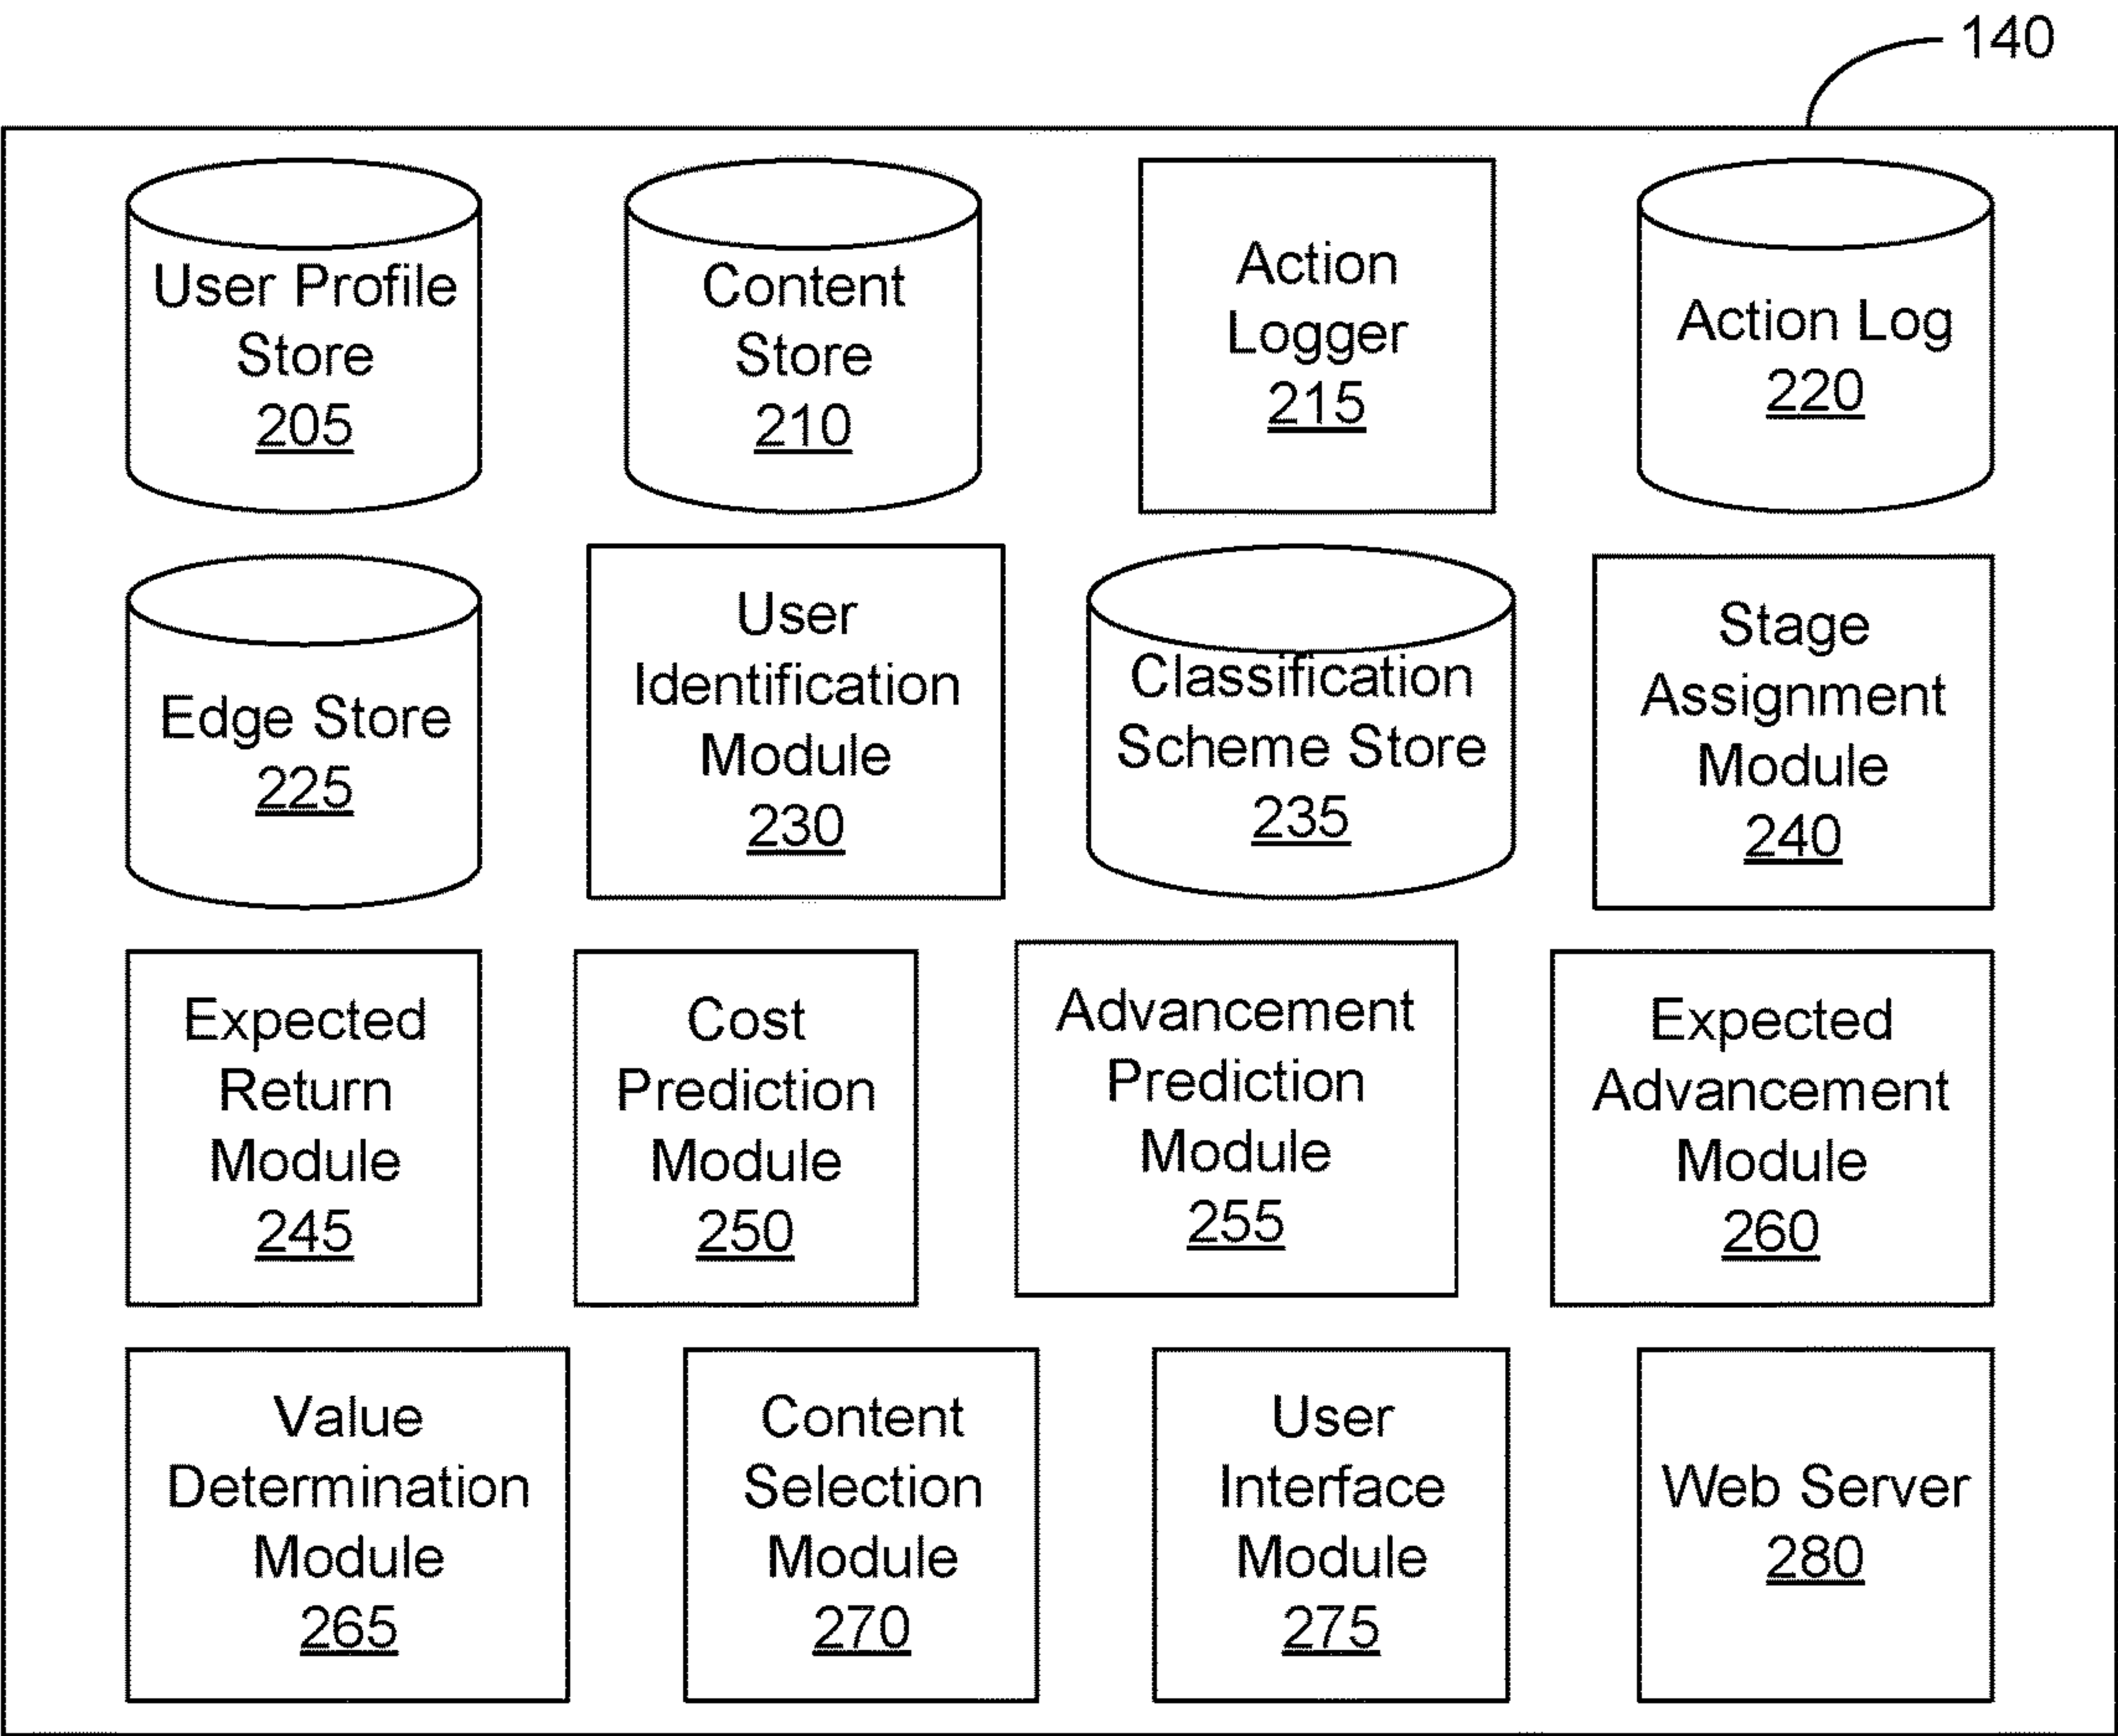 140
User Profile
Store
205
Content
Store
210
Action
Logger
215
Action Log
220
Edge Store
225
User
Identification
Module
230
Classification
Scheme Store
235
Stage
Assignment
Module
240
Expected
Return
Module
245
Cost
Prediction
Module
250
Advancement
Prediction
Module
255
Expected
Advancement
Module
260
Value
Determination
Module
265
Content
Selection
Module
270
User
Interface
Module
275
Web Server
280